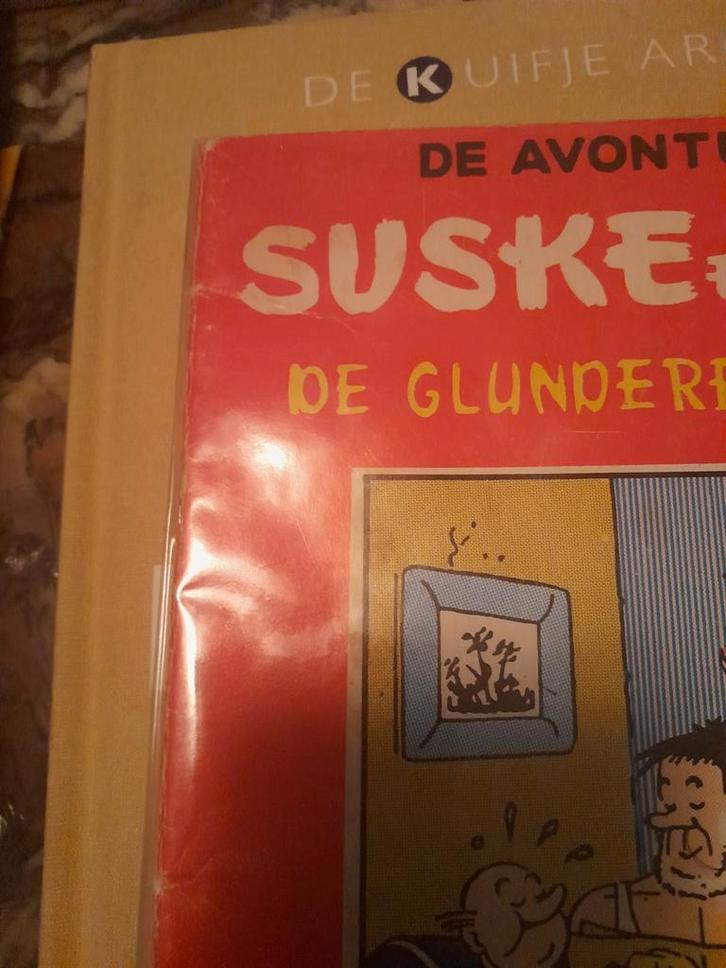 DE KUIFJE AR
DE AVONTU
SUSKE
DE GLUNDERE